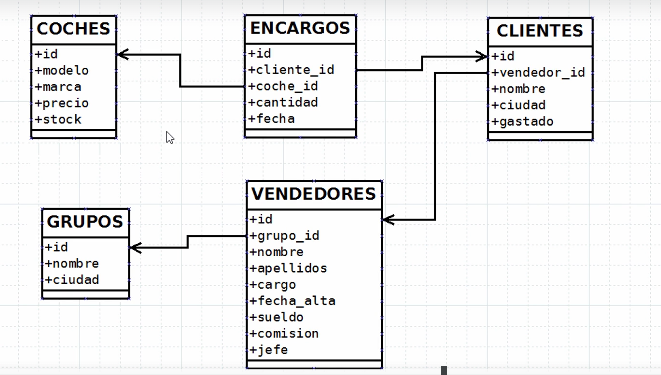 COCHES
+id
+modelo
+marca
+precio
+stock
ENCARGOS
+id
+cliente_id
+coche_id
+cantidad
+fecha
CLIENTES
+id
+vendedor_id
+nombre
+ciudad
+gastado
GRUPOS
+id
+nombre
+ciudad
VENDEDORES
+id
+grupo_id
+nombre
+apellidos
+cargo
+fecha_alta
+sueldo
+comision
+jefe